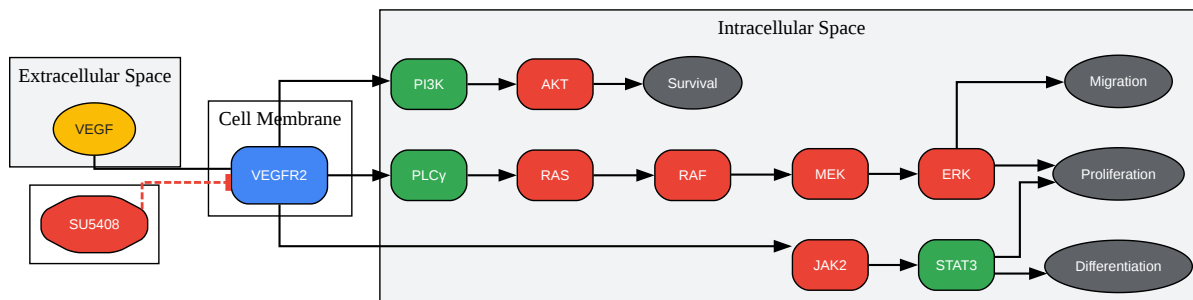 Intracellular Space
Extracellular Space
VEGF
Cell Membrane
VEGFR2
SU5408
PI3K
AKT
Survival
Migration
PLCγ
RAS
RAF
MEK
ERK
Proliferation
JAK2
STAT3
Differentiation